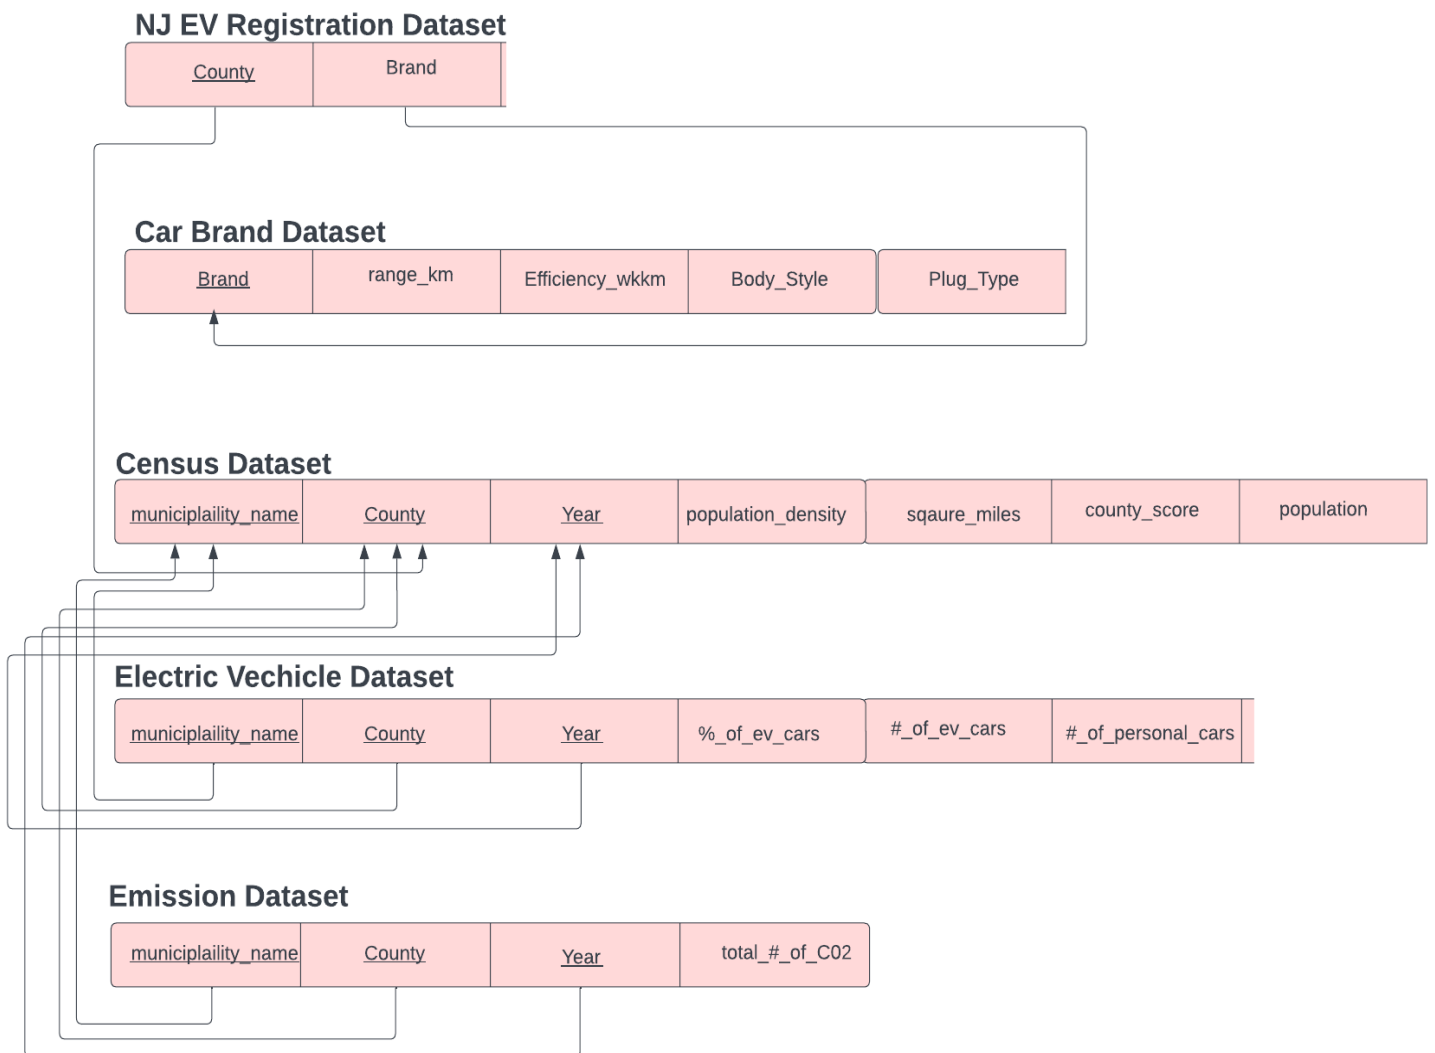 NJ EV Registration Dataset
County Brand
Car Brand Dataset
Brand range_km Efficiency_wkkm Body_Style Plug_Type
Census Dataset
municiplaility_name County Year population_density sqaure_miles county_score population
Electric Vechicle Dataset
municiplaility_name County Year %_of_ev_cars #_of_ev_cars #_of_personal_cars
Emission Dataset
municiplaility_name County Year total_#_of_C02